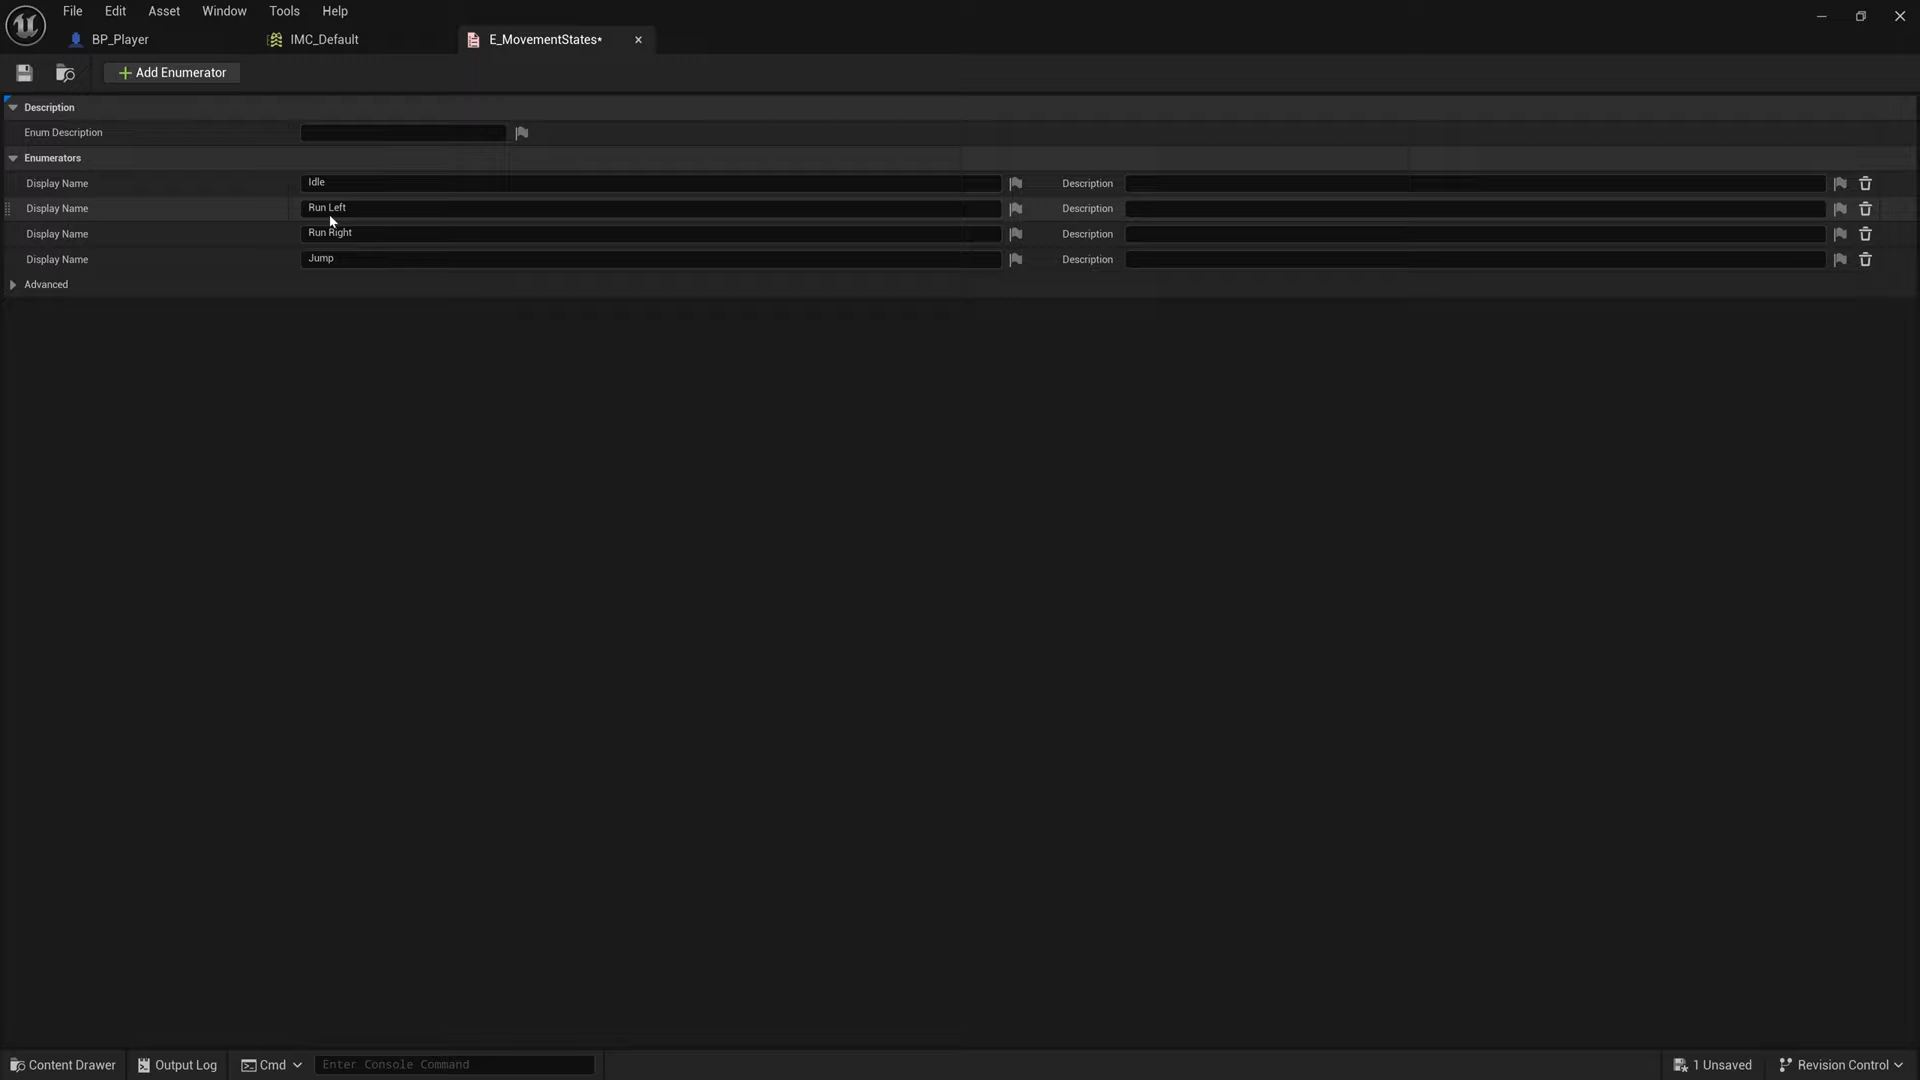 File Edit Asset Window Tools Help
BP_Player IMC_Default E_MovementStates*
Add Enumerator
Description
Enum Description
Enumerators
Display Name Idle Description
Display Name Run Left Description
Display Name Run Right Description
Display Name Jump Description
Advanced
Content Drawer Output Log Cmd Enter Console Command 1 Unsaved Revision Control